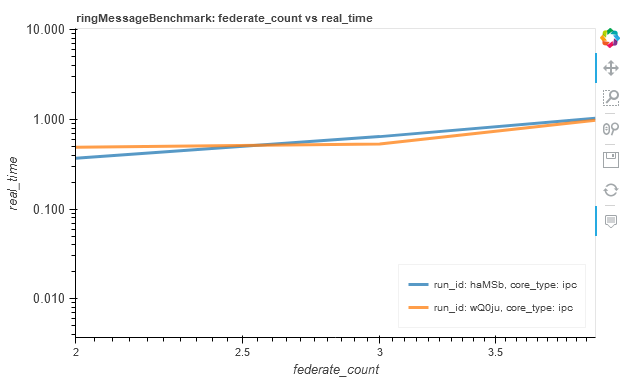 ringMessageBenchmark: federate_count vs real_time
10.000
1.000
0.100
0.010
real_time
run_id: haMSb, core_type: ipc
run_id: wQ0ju, core_type: ipc
2
2.5
3
3.5
federate_count